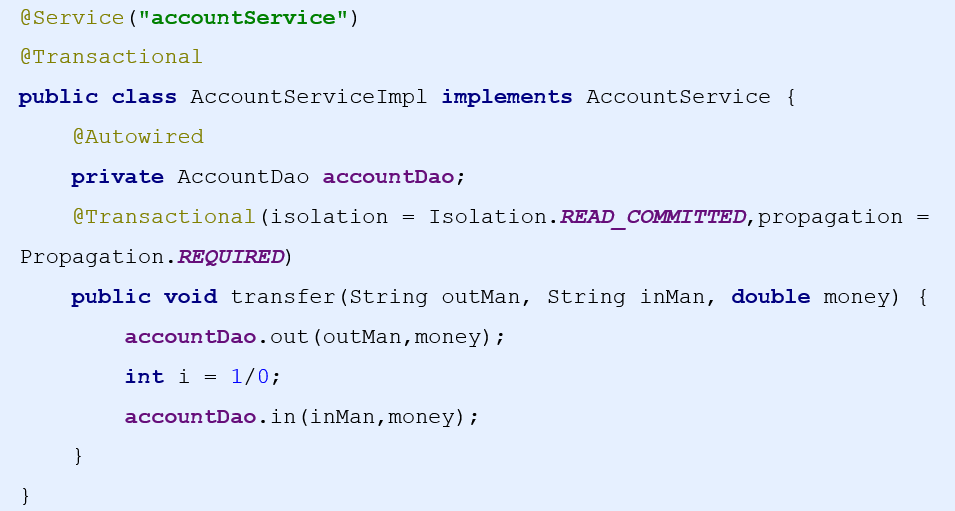 @Service("accountService")
@Transactional
public class AccountServiceImpl implements AccountService {
    @Autowired
    private AccountDao accountDao;
    @Transactional(isolation = Isolation.READ_COMMITTED,propagation =
Propagation.REQUIRED)
    public void transfer(String outMan, String inMan, double money) {
        accountDao.out(outMan,money);
        int i = 1/0;
        accountDao.in(inMan,money);
    }
}